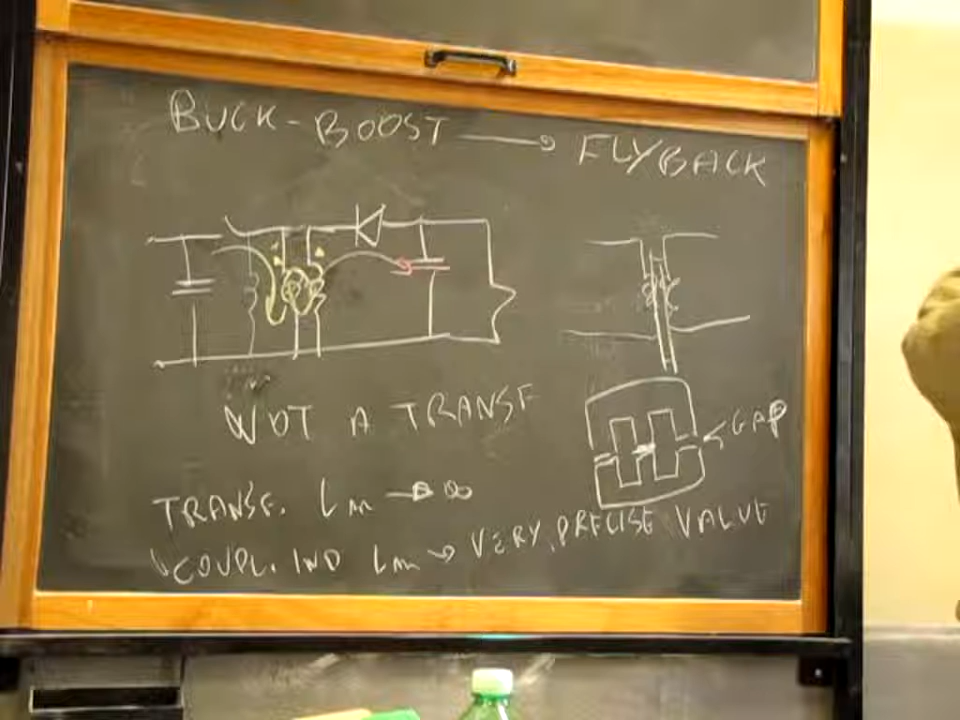 BUCK-BOOST → FLYBACK
NOT A TRANSF
< GAP
TRANSF. Lm → ∞
COUPL. IND Lm → VERY PRECISE VALUE